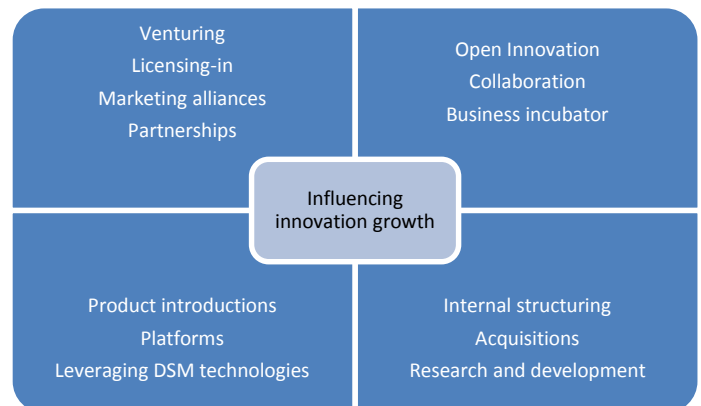 Venturing
Licensing-in
Marketing alliances
Partnerships
Open Innovation
Collaboration
Business incubator
Influencing
innovation growth
Product introductions
Platforms
Leveraging DSM technologies
Internal structuring
Acquisitions
Research and development